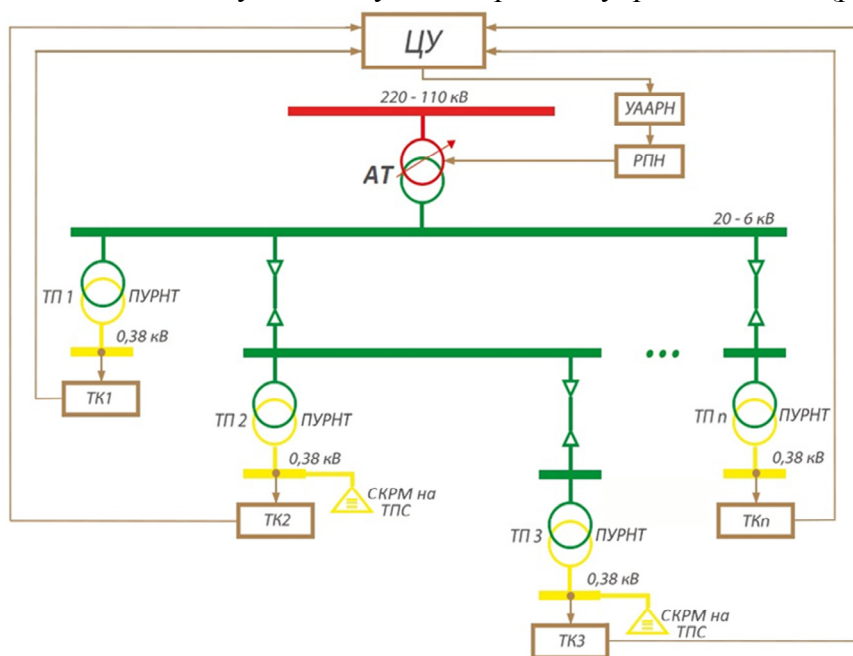 ЦУ
220 - 110 кВ
УААРН
РПН
АТ
20 - 6 кВ
ТП 1
ПУРНТ
0,38 кВ
ТК1
ТП 2
ПУРНТ
0,38 кВ
СКРМ на
ТПС
ТК2
ТП 3
ПУРНТ
0,38 кВ
СКРМ на
ТПС
ТК3
...
ТП n
ПУРНТ
0,38 кВ
ТКn